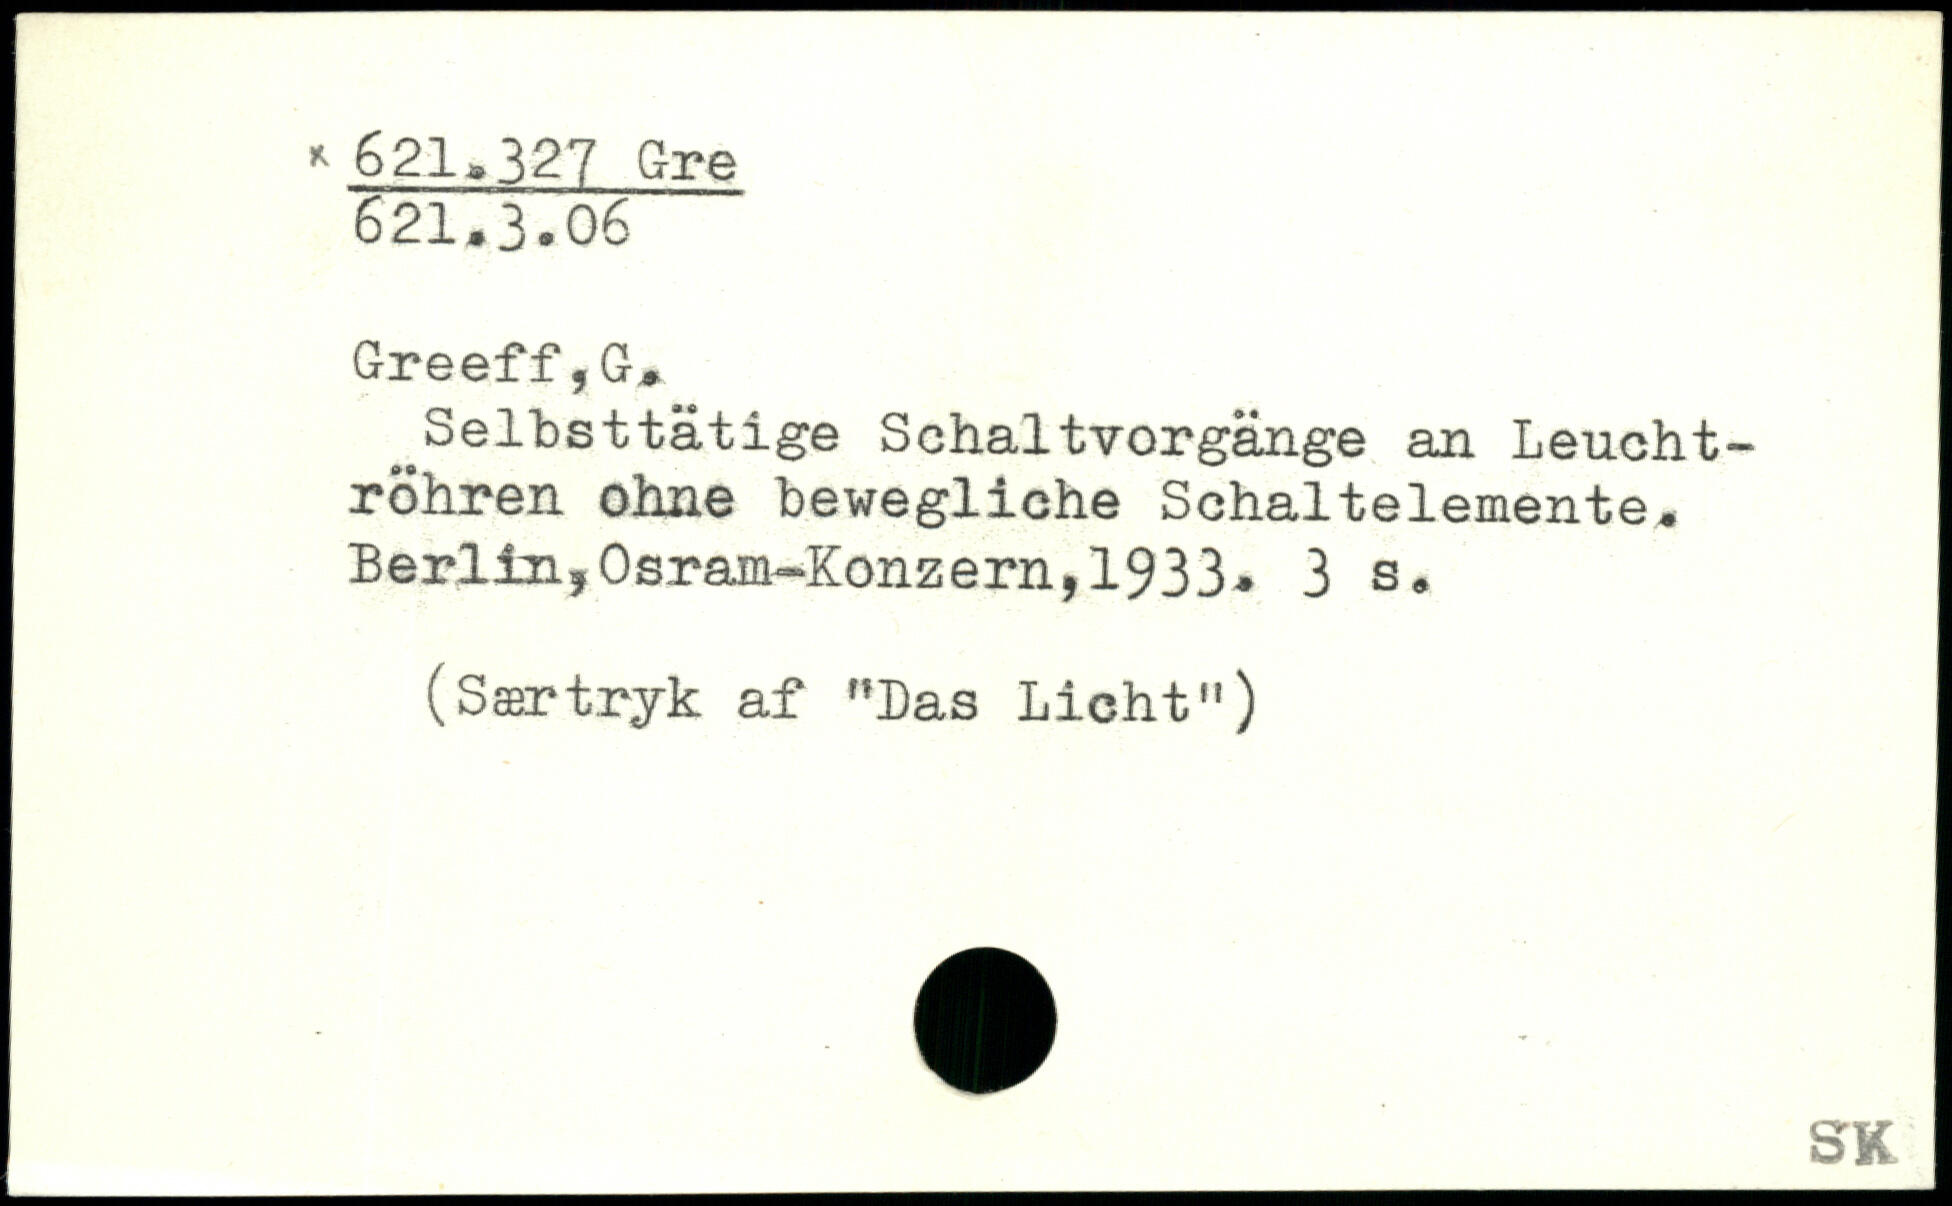 x 621.327 Gre
621.3.06
Greeff,G.
Selbsttätige Schaltvorgänge an Leucht-
röhren ohne bewegliche Schaltelemente.
Berlin,Osram-Konzern,1933. 3 s.
(Særtryk af "Das Licht")
SK